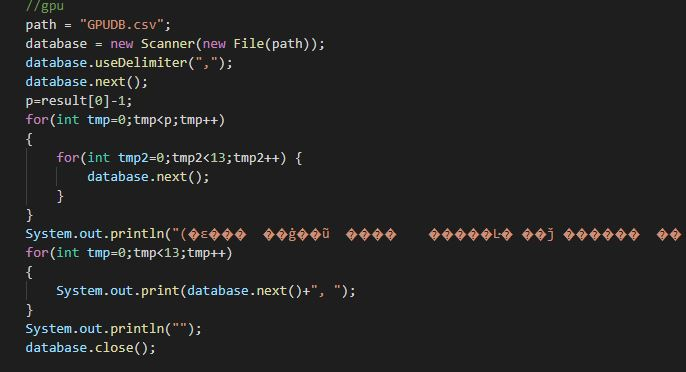 //gpu
path = "GPUDB.csv";
database = new Scanner(new File(path));
database.useDelimiter(",");
database.next();
p=result[0]-1;
for(int tmp=0;tmp<p;tmp++)
{
for(int tmp2=0;tmp2<13;tmp2++) {
database.next();
}
}
System.out.println("(�ε���  ��ġ��ũ  ����    �����Ŀ� ��ǰ ������  ��
for(int tmp=0;tmp<13;tmp++)
{
System.out.print(database.next()+", ");
}
System.out.println("");
database.close();